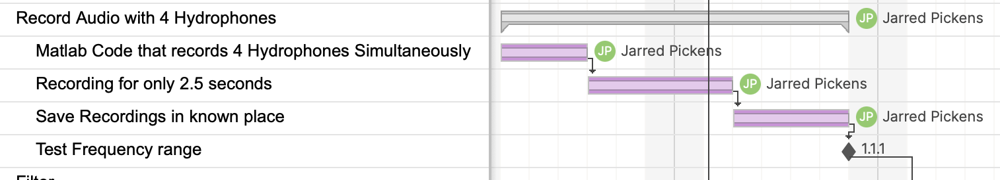 Record Audio with 4 Hydrophones
JP Jarred Pickens
Matlab Code that records 4 Hydrophones Simultaneously
JP Jarred Pickens
Recording for only 2.5 seconds
JP Jarred Pickens
Save Recordings in known place
JP Jarred Pickens
Test Frequency range
1.1.1
Filter